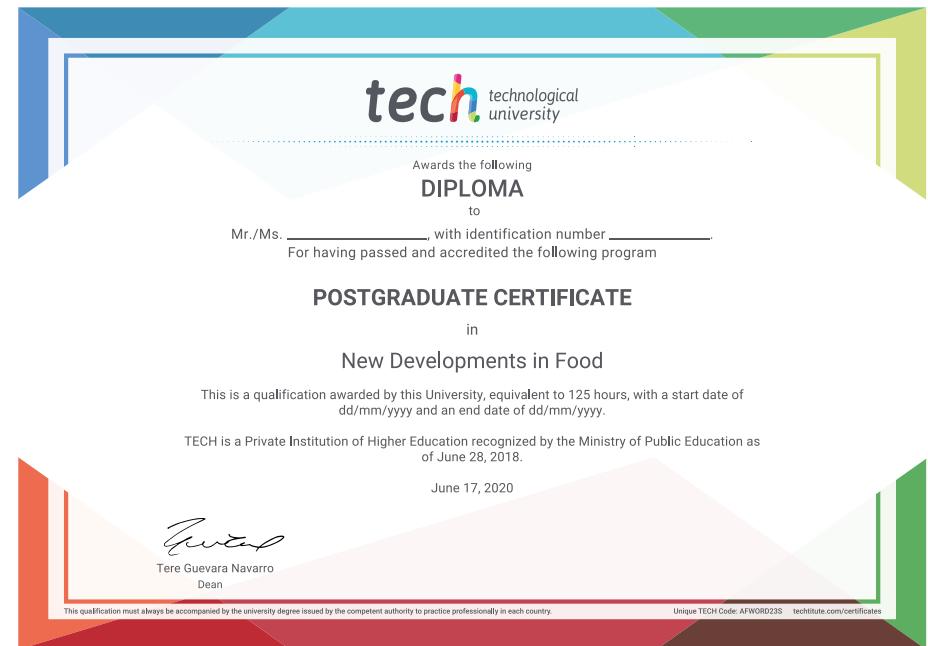 tech technological
university
Awards the following
DIPLOMA
to
Mr./Ms. ____________________, with identification number ______________.
For having passed and accredited the following program
POSTGRADUATE CERTIFICATE
in
New Developments in Food
This is a qualification awarded by this University, equivalent to 125 hours, with a start date of
dd/mm/yyyy and an end date of dd/mm/yyyy.
TECH is a Private Institution of Higher Education recognized by the Ministry of Public Education as
of June 28, 2018.
June 17, 2020
Tere Guevara Navarro
Dean
This qualification must always be accompanied by the university degree issued by the competent authority to practice professionally in each country.
Unique TECH Code: AFWORD23S techtitute.com/certificates